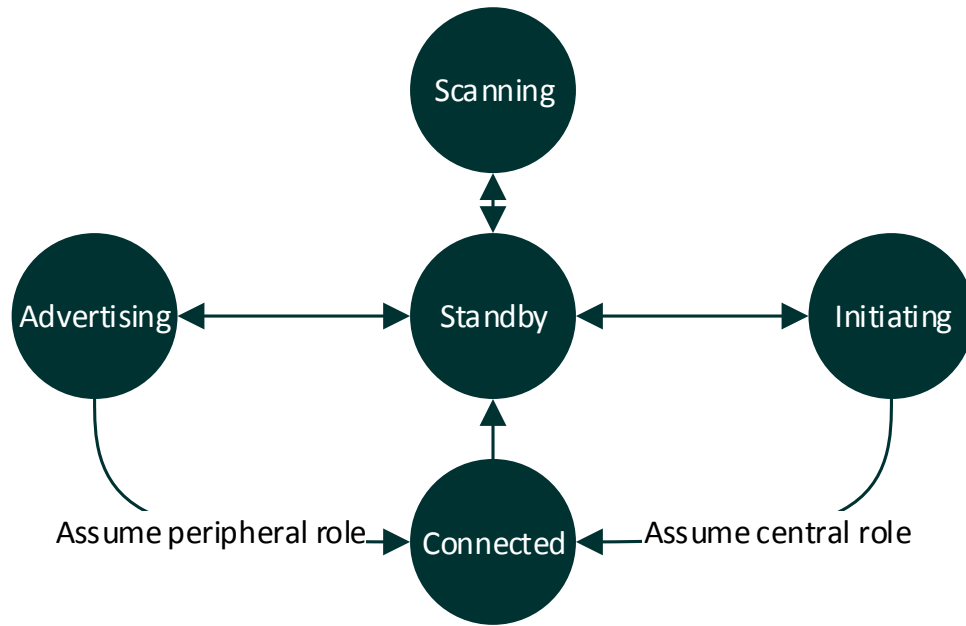 Scanning
Advertising
Standby
Initiating
Assume peripheral role
Connected
Assume central role